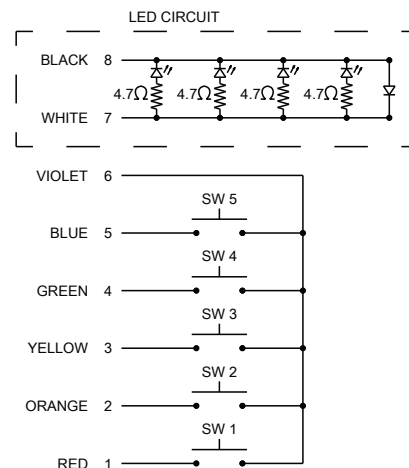 LED CIRCUIT
BLACK 8
4.7Ω 4.7Ω 4.7Ω 4.7Ω
WHITE 7
VIOLET 6
SW 5
BLUE 5
SW 4
GREEN 4
SW 3
YELLOW 3
SW 2
ORANGE 2
SW 1
RED 1